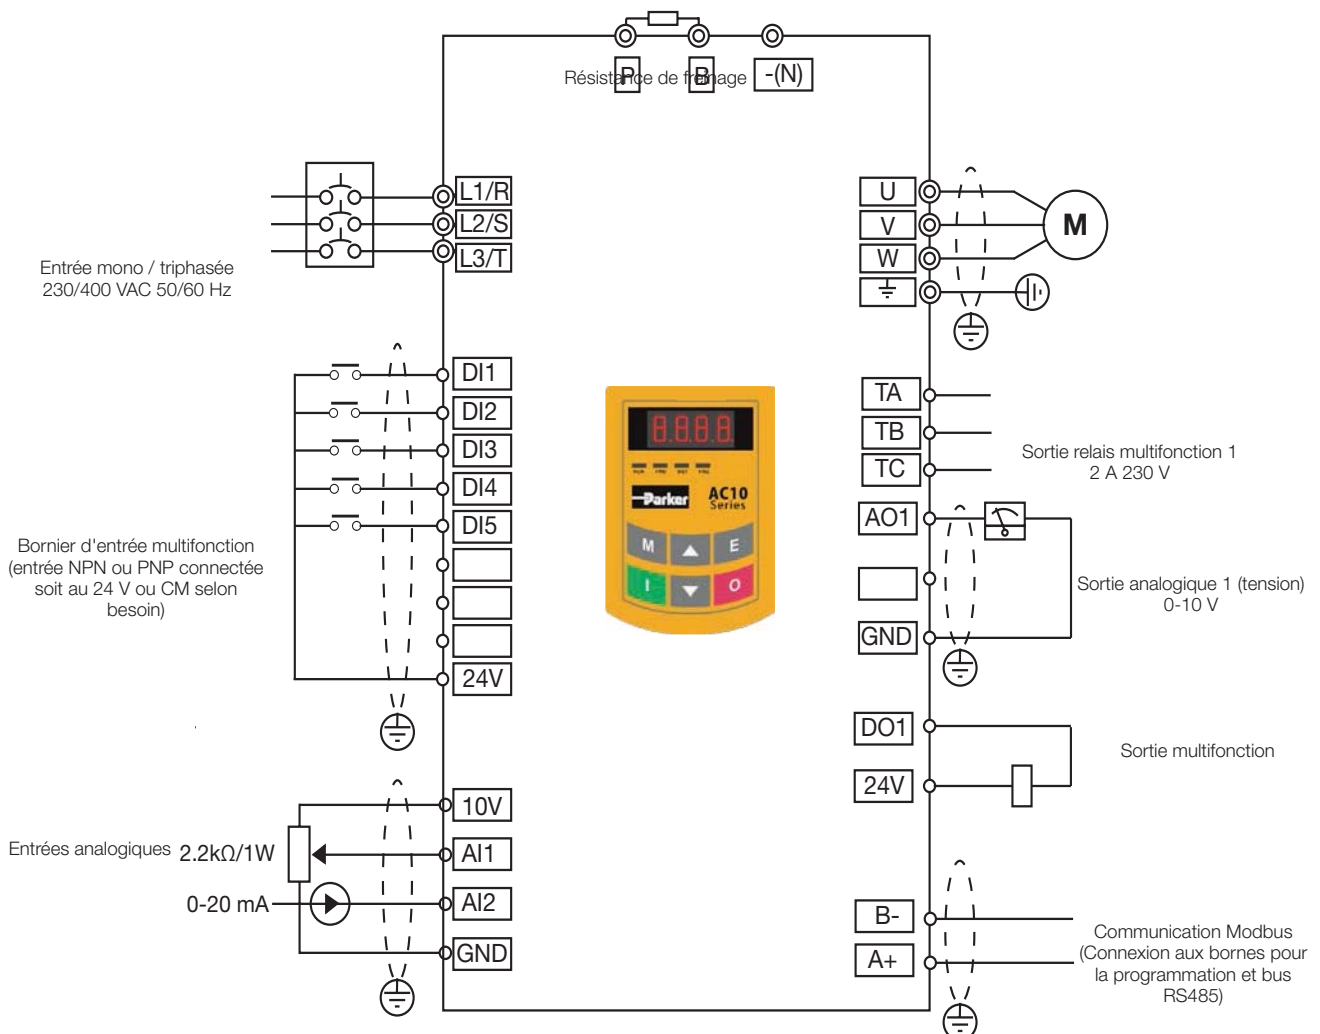 P
B
-(N)
Résistance de freinage
L1/R
L2/S
L3/T
Entrée mono / triphasée
230/400 VAC 50/60 Hz
U
V
W
M
DI1
DI2
DI3
DI4
DI5
24V
Bornier d'entrée multifonction
(entrée NPN ou PNP connectée
soit au 24 V ou CM selon
besoin)
8.8.8.8.
Parker
AC10
Series
M
E
I
O
TA
TB
TC
Sortie relais multifonction 1
2 A 230 V
AO1
GND
Sortie analogique 1 (tension)
0-10 V
DO1
24V
Sortie multifonction
10V
AI1
AI2
GND
Entrées analogiques
2.2kΩ/1W
0-20 mA
B-
A+
Communication Modbus
(Connexion aux bornes pour
la programmation et bus
RS485)